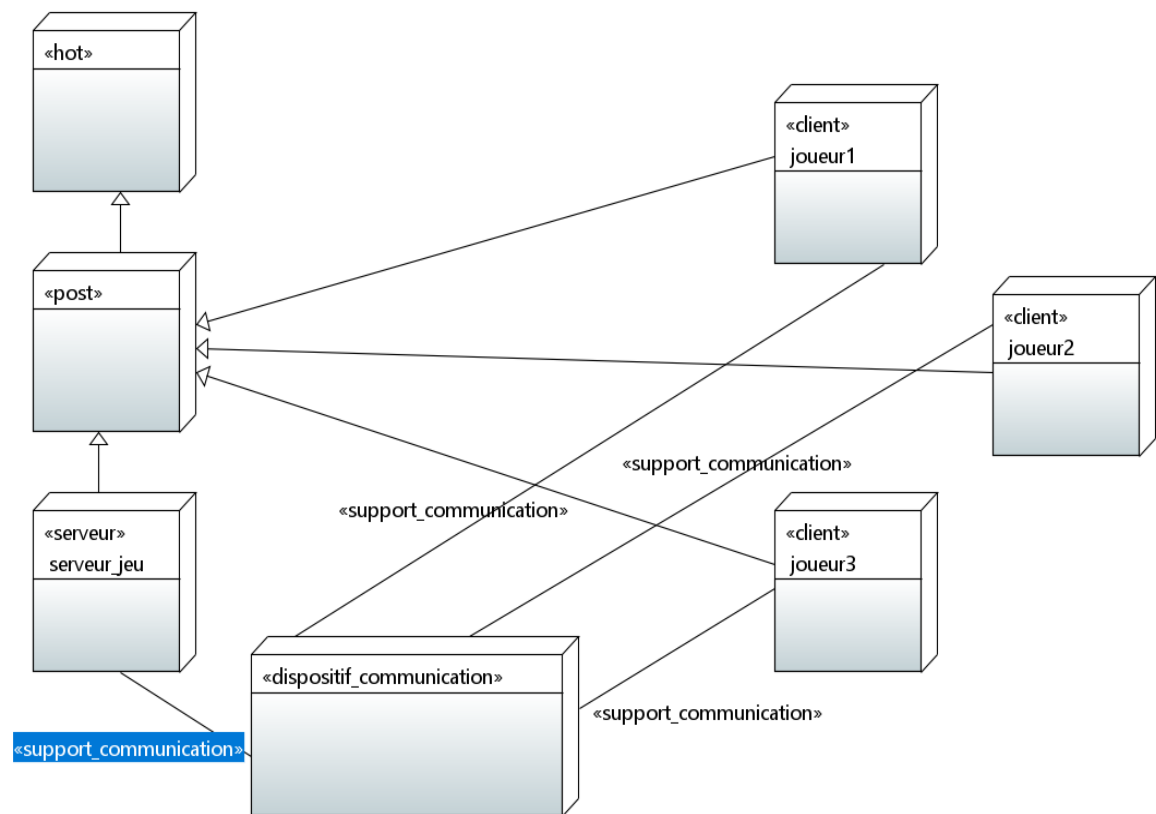 «hot»
«client»
joueur1
«post»
«client»
joueur2
«support_communication»
«support_communication»
«serveur»
serveur_jeu
«client»
joueur3
«dispositif_communication»
«support_communication»
«support_communication»